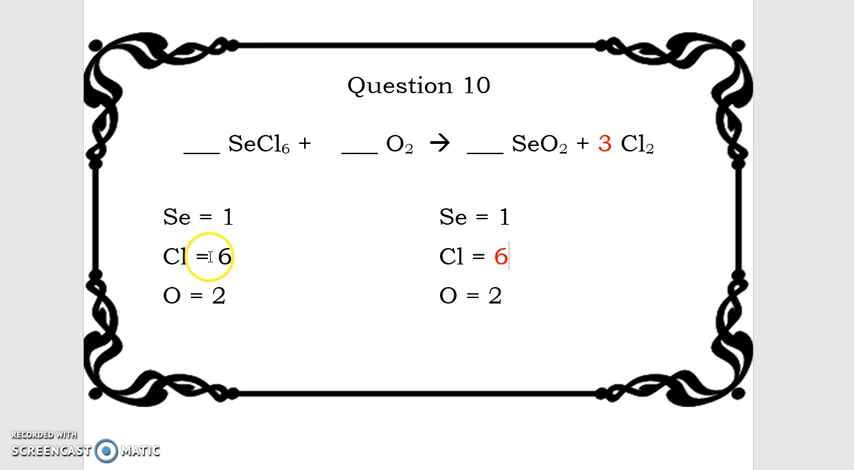 Question 10
___ SeCl₆ + ___ O₂ → ___ SeO₂ + 3 Cl₂
Se = 1 Se = 1
Cl = 6 Cl = 6
O = 2 O = 2
RECORDED WITH
SCREENCAST MATIC